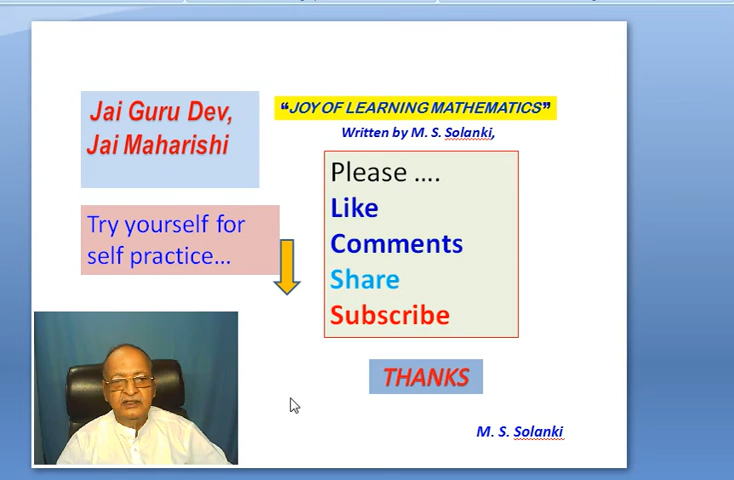 Jai Guru Dev,
Jai Maharishi
“JOY OF LEARNING MATHEMATICS”
Written by M. S. Solanki,
Try yourself for
self practice...
Please ....
Like
Comments
Share
Subscribe
THANKS
M. S. Solanki